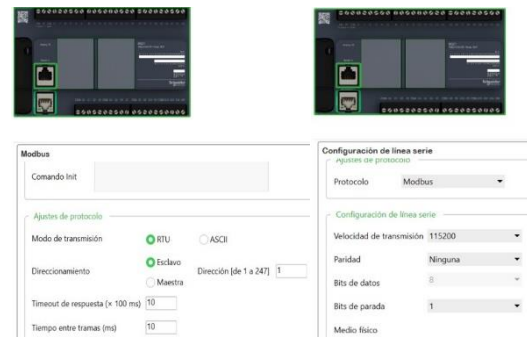 Modbus
Comando Init
Ajustes de protocolo
Modo de transmisión RTU ASCII
Direccionamiento Esclavo Dirección [de 1 a 247] 1
Maestra
Timeout de respuesta (× 100 ms) 10
Tiempo entre tramas (ms) 10
Configuración de línea serie
Ajustes de protocolo
Protocolo Modbus
Configuración de línea serie
Velocidad de transmisión 115200
Paridad Ninguna
Bits de datos 8
Bits de parada 1
Medio físico